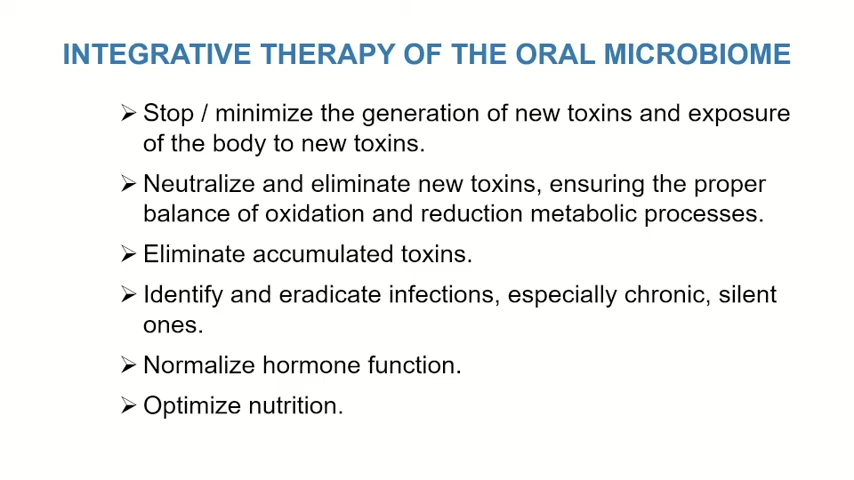 INTEGRATIVE THERAPY OF THE ORAL MICROBIOME
➢ Stop / minimize the generation of new toxins and exposure
of the body to new toxins.
➢ Neutralize and eliminate new toxins, ensuring the proper
balance of oxidation and reduction metabolic processes.
➢ Eliminate accumulated toxins.
➢ Identify and eradicate infections, especially chronic, silent
ones.
➢ Normalize hormone function.
➢ Optimize nutrition.